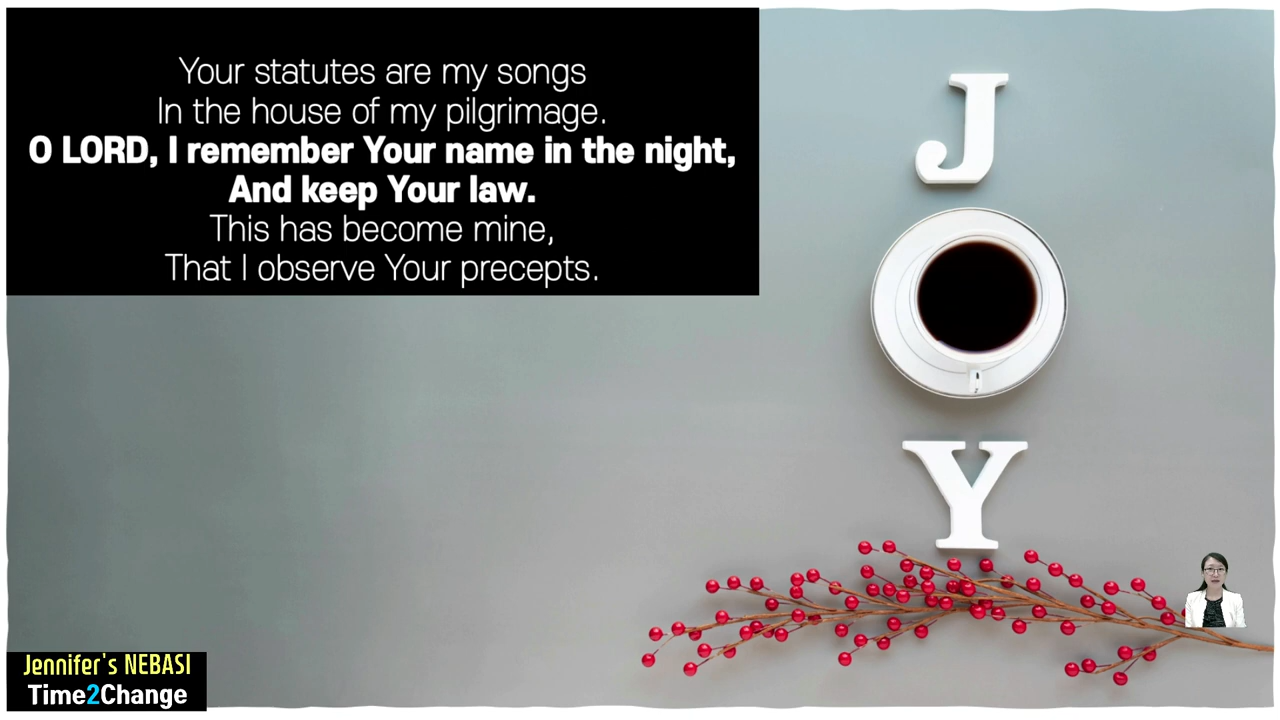 Your statutes are my songs
In the house of my pilgrimage.
O LORD, I remember Your name in the night,
And keep Your law.
This has become mine,
That I observe Your precepts.
J
Y
Jennifer's NEBASI
Time2Change